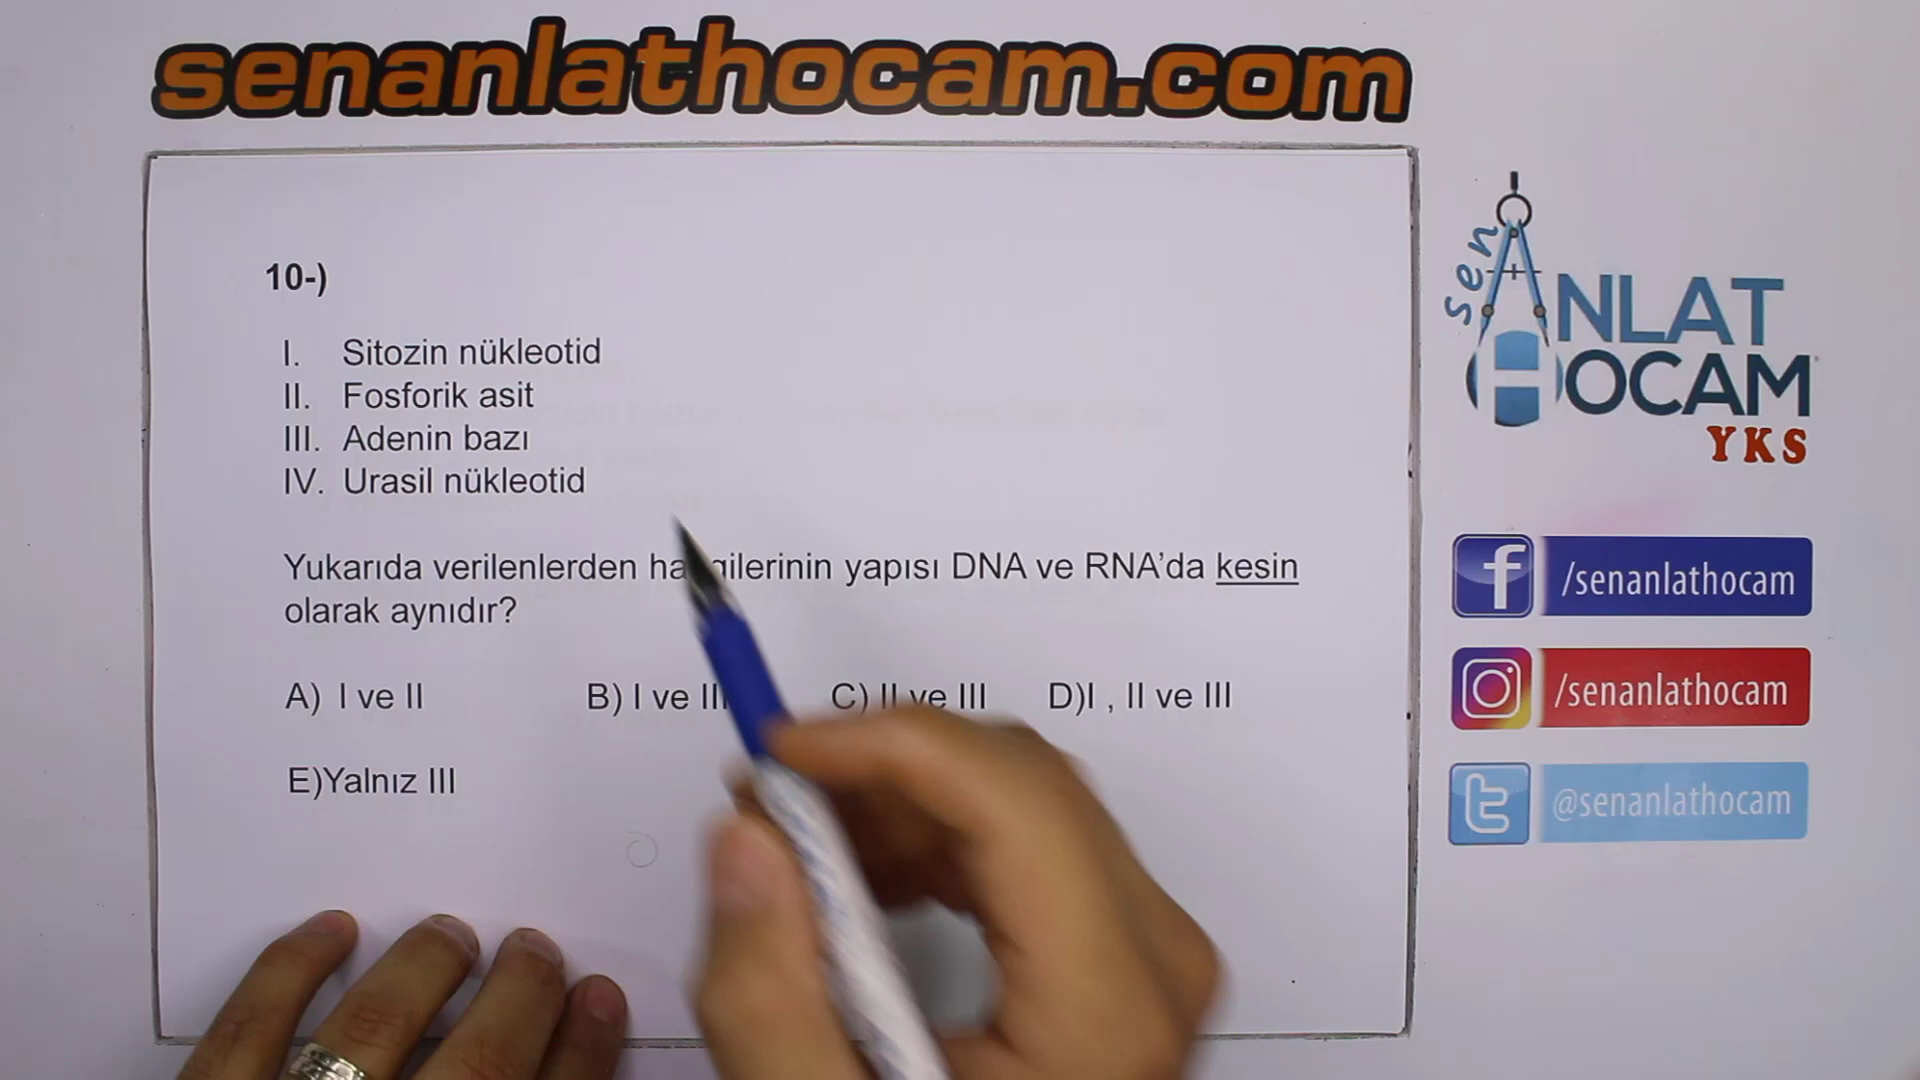 senanlathocam.com
10-)
I. Sitozin nükleotid
II. Fosforik asit
III. Adenin bazı
IV. Urasil nükleotid
Yukarıda verilenlerden gilerinin yapısı DNA ve RNA’da kesin
olarak aynıdır?
A) I ve II B) I ve C) II ve III D)I , II ve III
E)Yalnız III
sen
ANLAT
HOCAM
YKS
f /senanlathocam
/senanlathocam
t @senanlathocam